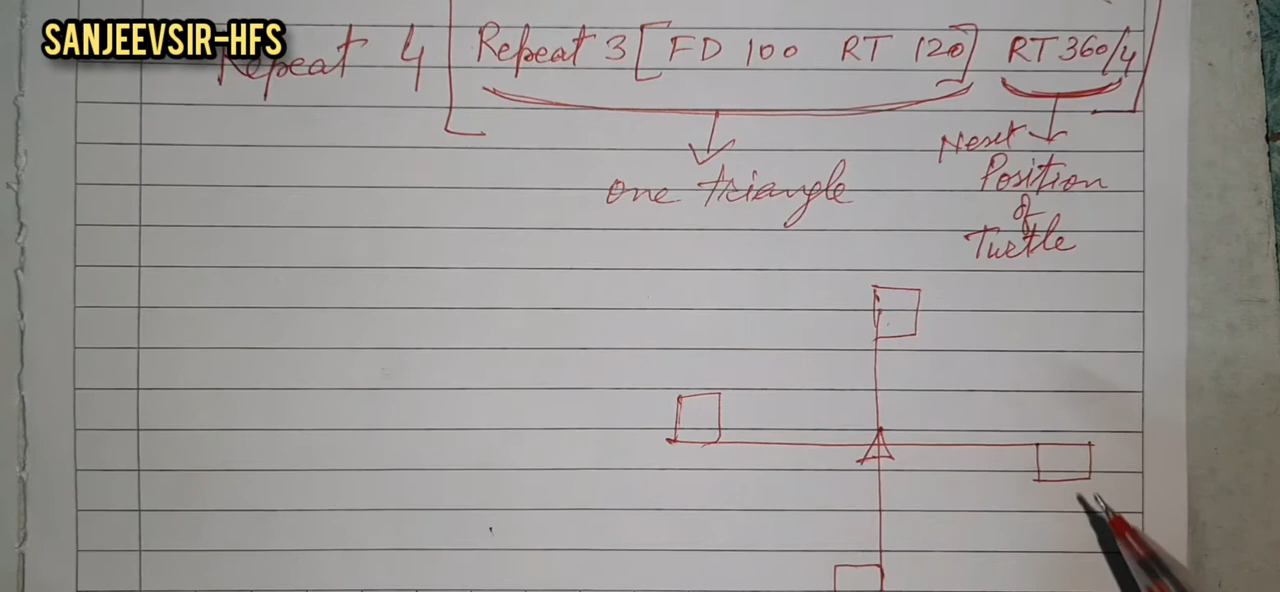 SANJEEVSIR-HFS
Repeat 4 [ Repeat 3 [ FD 100 RT 120 ] RT 360/4 ]
one triangle
Next
Position
of
Turtle